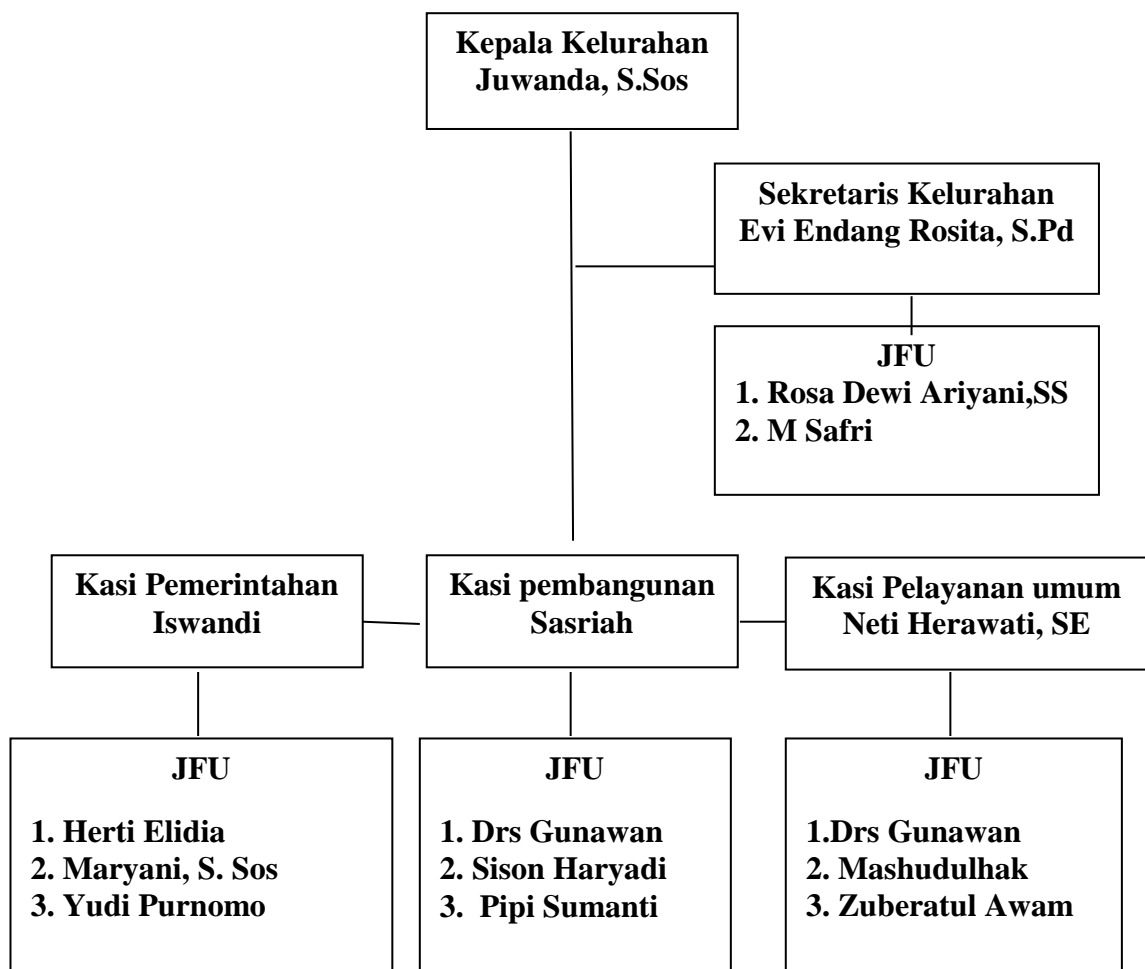 Kepala Kelurahan
Juwanda, S.Sos
Sekretaris Kelurahan
Evi Endang Rosita, S.Pd
JFU
1. Rosa Dewi Ariyani,SS
2. M Safri
Kasi Pemerintahan
Iswandi
Kasi pembangunan
Sasriah
Kasi Pelayanan umum
Neti Herawati, SE
JFU
1. Herti Elidia
2. Maryani, S. Sos
3. Yudi Purnomo
JFU
1. Drs Gunawan
2. Sison Haryadi
3. Pipi Sumanti
JFU
1.Drs Gunawan
2. Mashudulhak
3. Zuberatul Awam